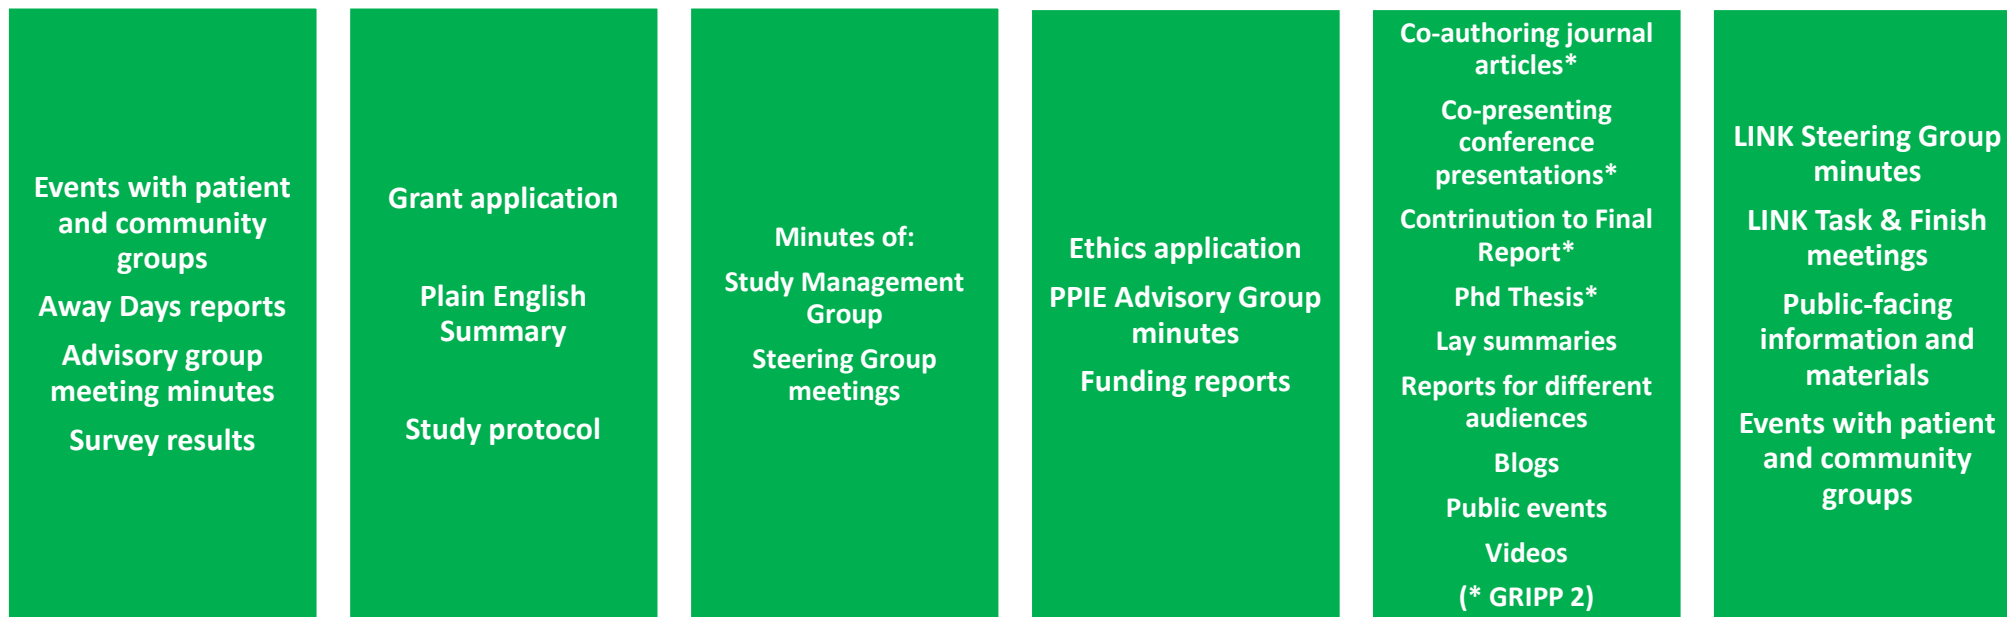 Events with patient
and community
groups
Away Days reports
Advisory group
meeting minutes
Survey results
Grant application
Plain English
Summary
Study protocol
Minutes of:
Study Management
Group
Steering Group
meetings
Ethics application
PPIE Advisory Group
minutes
Funding reports
Co-authoring journal
articles*
Co-presenting
conference
presentations*
Contrinution to Final
Report*
Phd Thesis*
Lay summaries
Reports for different
audiences
Blogs
Public events
Videos
(* GRIPP 2)
LINK Steering Group
minutes
LINK Task & Finish
meetings
Public-facing
information and
materials
Events with patient
and community
groups